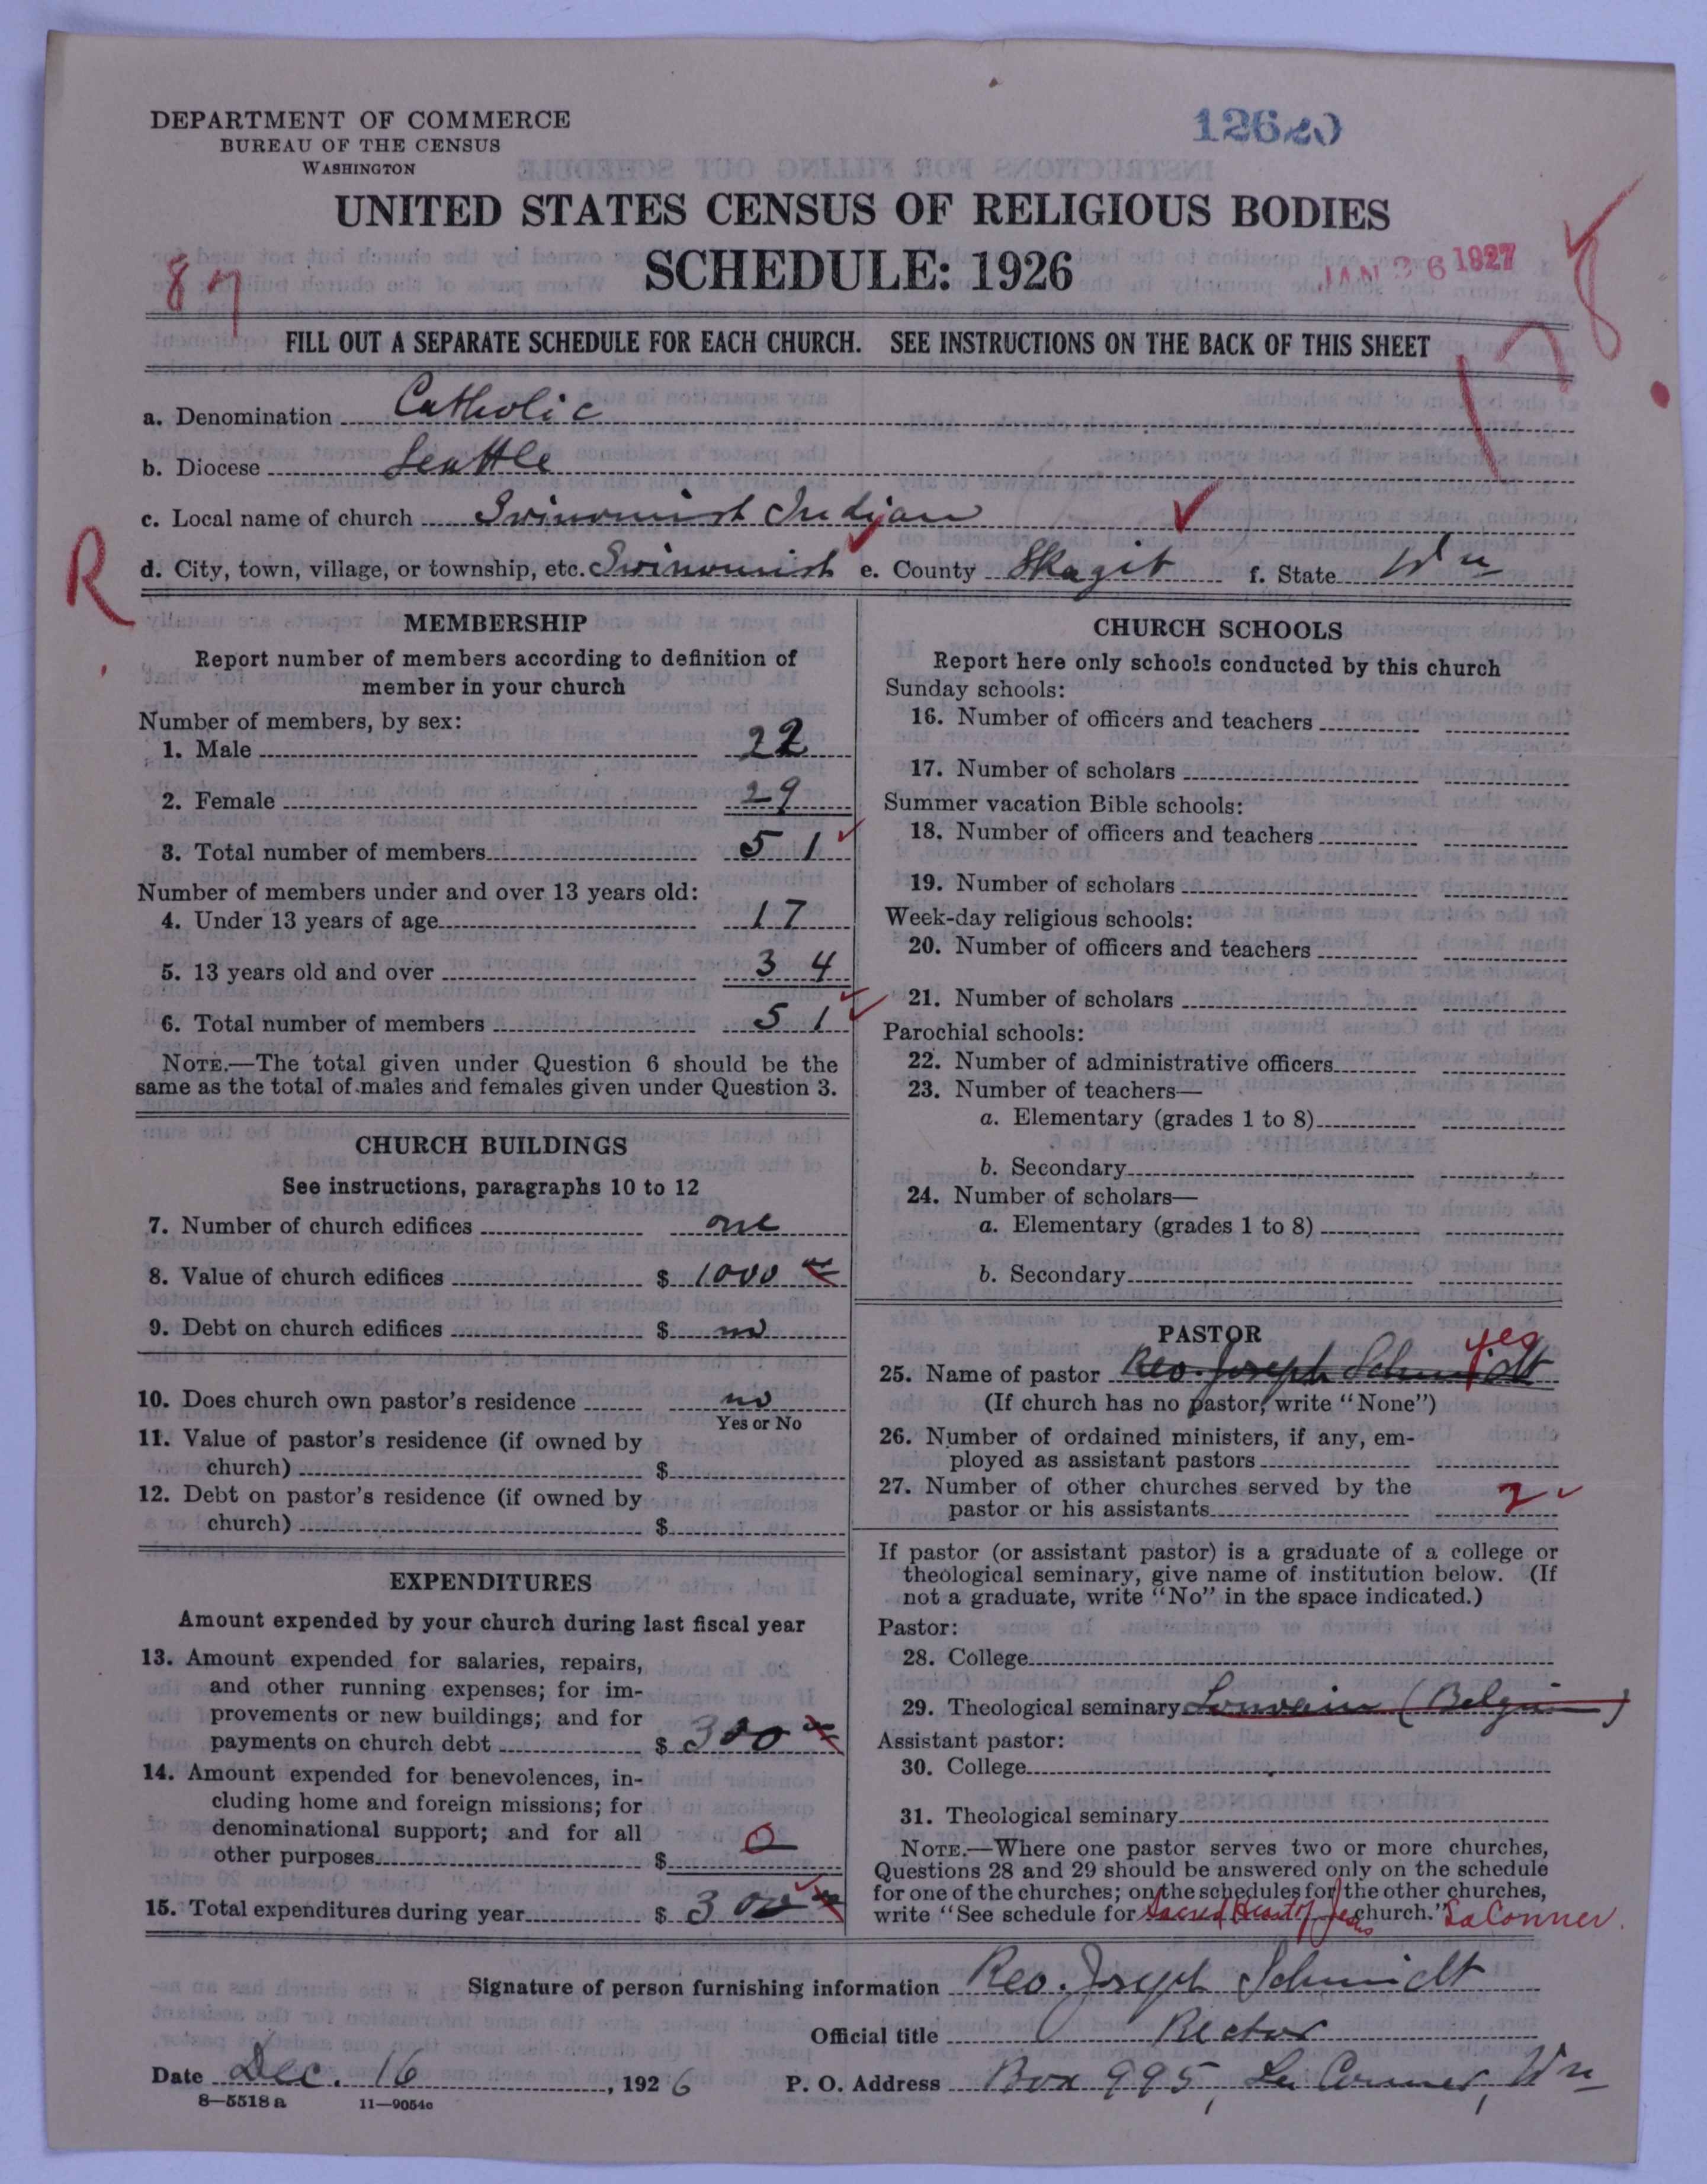 DEPARTMENT OF COMMERCE
BUREAU OF THE CENSUS
WASHINGTON
UNITED STATES CENSUS OF RELIGIOUS BODIES
SCHEDULE: 1926
JAN 26 1927
87
178
FILL OUT A SEPARATE SCHEDULE FOR EACH CHURCH. SEE INSTRUCTIONS ON THE BACK OF THIS SHEET
a. Denomination Catholic
b. Diocese Seattle
c. Local name of church Swinomish Indian
R
d. City, town, village, or township, etc. Swinomish e. County Skagit f. State Wn
MEMBERSHIP
Report number of members according to definition of
member in your church
Number of members, by sex:
1. Male 22
2. Female 29
3. Total number of members 51
Number of members under and over 13 years old:
4. Under 13 years of age 17
5. 13 years old and over 34
6. Total number of members 51
NOTE.—The total given under Question 6 should be the
same as the total of males and females given under Question 3.
CHURCH BUILDINGS
See instructions, paragraphs 10 to 12
7. Number of church edifices one
8. Value of church edifices $ 1000
9. Debt on church edifices $ no
10. Does church own pastor's residence no
Yes or No
11. Value of pastor's residence (if owned by
church) $
12. Debt on pastor's residence (if owned by
church) $
EXPENDITURES
Amount expended by your church during last fiscal year
13. Amount expended for salaries, repairs,
and other running expenses; for im-
provements or new buildings; and for
payments on church debt $ 300
14. Amount expended for benevolences, in-
cluding home and foreign missions; for
denominational support; and for all
other purposes $ 0
15. Total expenditures during year $ 300
CHURCH SCHOOLS
Report here only schools conducted by this church
Sunday schools:
16. Number of officers and teachers
17. Number of scholars
Summer vacation Bible schools:
18. Number of officers and teachers
19. Number of scholars
Week-day religious schools:
20. Number of officers and teachers
21. Number of scholars
Parochial schools:
22. Number of administrative officers
23. Number of teachers—
a. Elementary (grades 1 to 8)
b. Secondary
24. Number of scholars—
a. Elementary (grades 1 to 8)
b. Secondary
PASTOR
yes
25. Name of pastor Rev. Joseph Schmidt
(If church has no pastor, write "None")
26. Number of ordained ministers, if any, em-
ployed as assistant pastors
27. Number of other churches served by the
pastor or his assistants 2
If pastor (or assistant pastor) is a graduate of a college or
theological seminary, give name of institution below. (If
not a graduate, write "No" in the space indicated.)
Pastor:
28. College
29. Theological seminary Louvain
Assistant pastor:
30. College
31. Theological seminary
NOTE.—Where one pastor serves two or more churches,
Questions 28 and 29 should be answered only on the schedule
for one of the churches; on the schedules for the other churches,
write "See schedule for Sacred Heart of Jesus church." La Conner.
Signature of person furnishing information Rev. Joseph Schmidt
Official title Rector
Date Dec. 16, 1926 P. O. Address Box 995, La Conner, Wn
8—5518 a 11—9054c